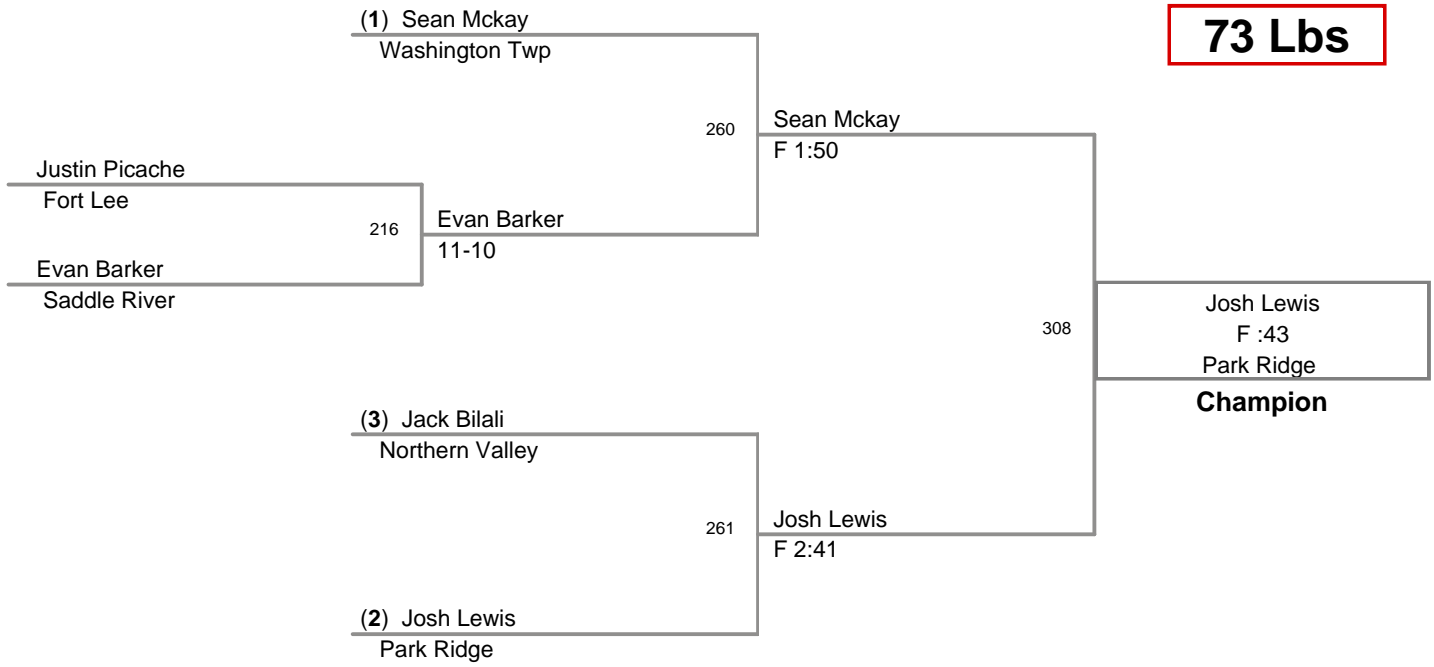 (1) Sean Mckay
Washington Twp
73 Lbs
260
Sean Mckay
F 1:50
Justin Picache
Fort Lee
216
Evan Barker
11-10
Evan Barker
Saddle River
308
Josh Lewis
F :43
Park Ridge
Champion
(3) Jack Bilali
Northern Valley
261
Josh Lewis
F 2:41
(2) Josh Lewis
Park Ridge